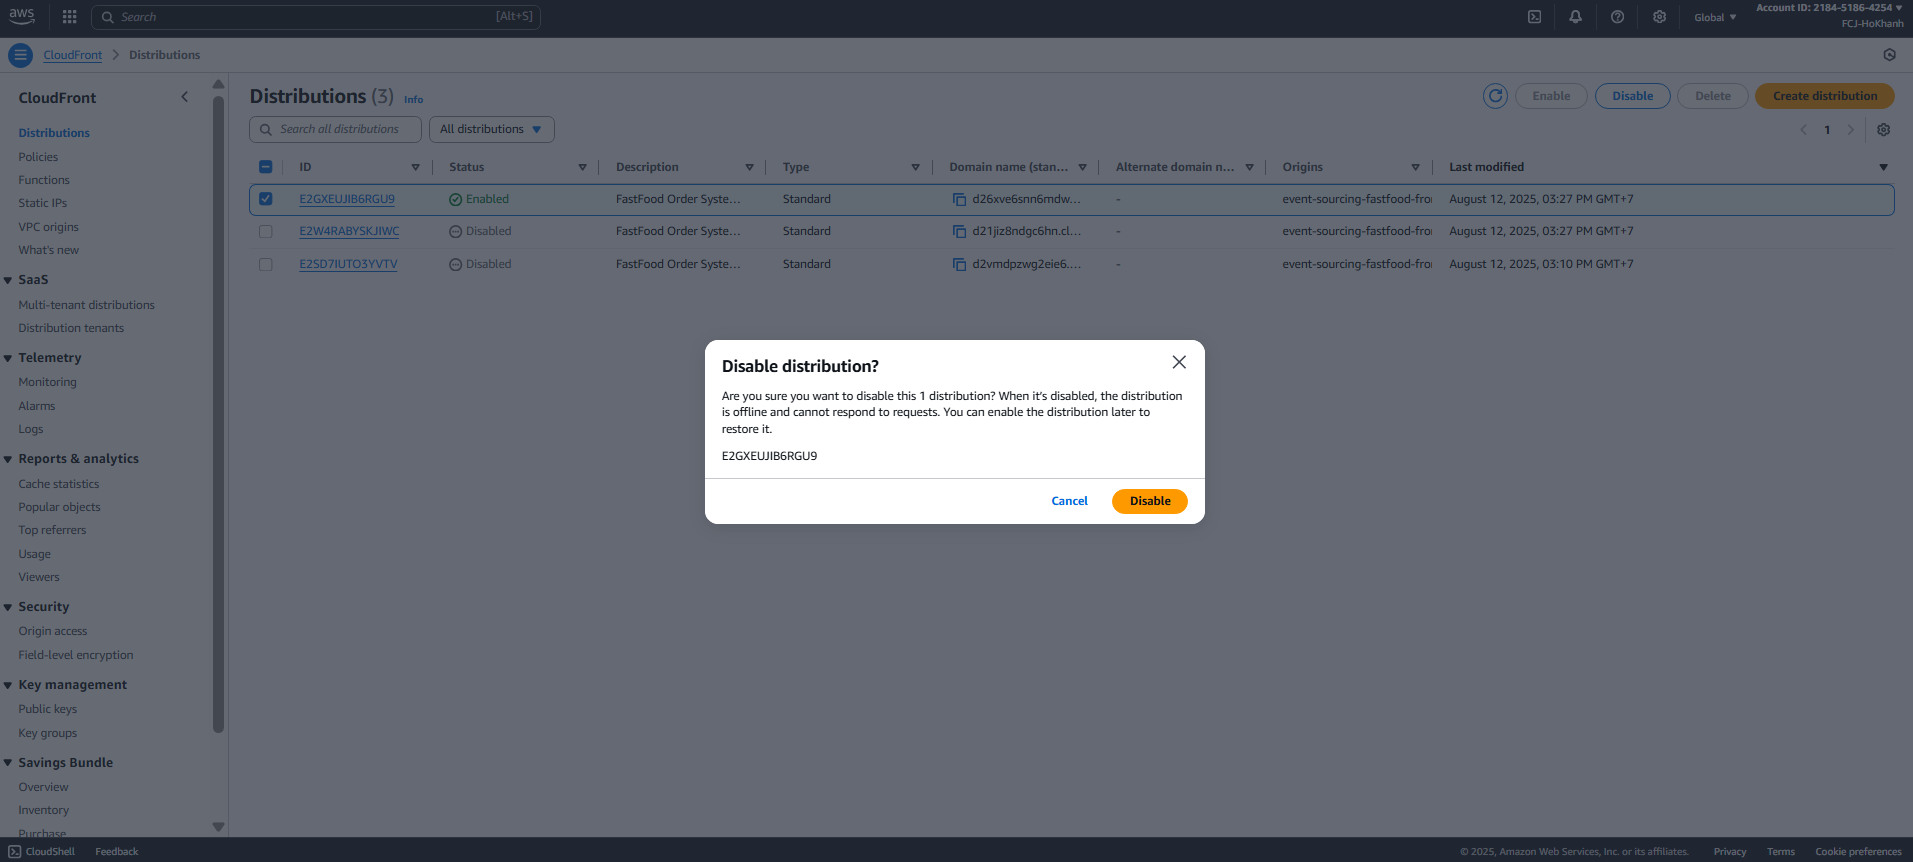 aws
Search
[Alt+S]
Global
Account ID: 2184-5186-4254
FCJ-HoKhanh
CloudFront
Distributions
CloudFront
Distributions
Policies
Functions
Static IPs
VPC origins
What's new
SaaS
Multi-tenant distributions
Distribution tenants
Telemetry
Monitoring
Alarms
Logs
Reports & analytics
Cache statistics
Popular objects
Top referrers
Usage
Viewers
Security
Origin access
Field-level encryption
Key management
Public keys
Key groups
Savings Bundle
Overview
Inventory
Purchase
Distributions (3) Info
Enable
Disable
Delete
Create distribution
Search all distributions
All distributions
1
ID Status Description Type Domain name (stan... Alternate domain n... Origins Last modified
E2GXEUJIB6RGU9 Enabled FastFood Order Syste... Standard d26xve6snn6mdw... - event-sourcing-fastfood-fro August 12, 2025, 03:27 PM GMT+7
E2W4RABYSKJIWC Disabled FastFood Order Syste... Standard d21jiz8ndgc6hn.cl... - event-sourcing-fastfood-fro August 12, 2025, 03:27 PM GMT+7
E2SD7IUTO3YVTV Disabled FastFood Order Syste... Standard d2vmdpzwg2eie6.... - event-sourcing-fastfood-fro August 12, 2025, 03:10 PM GMT+7
Disable distribution?
Are you sure you want to disable this 1 distribution? When it's disabled, the distribution
is offline and cannot respond to requests. You can enable the distribution later to
restore it.
E2GXEUJIB6RGU9
Cancel
Disable
CloudShell
Feedback
© 2025, Amazon Web Services, Inc. or its affiliates.
Privacy
Terms
Cookie preferences